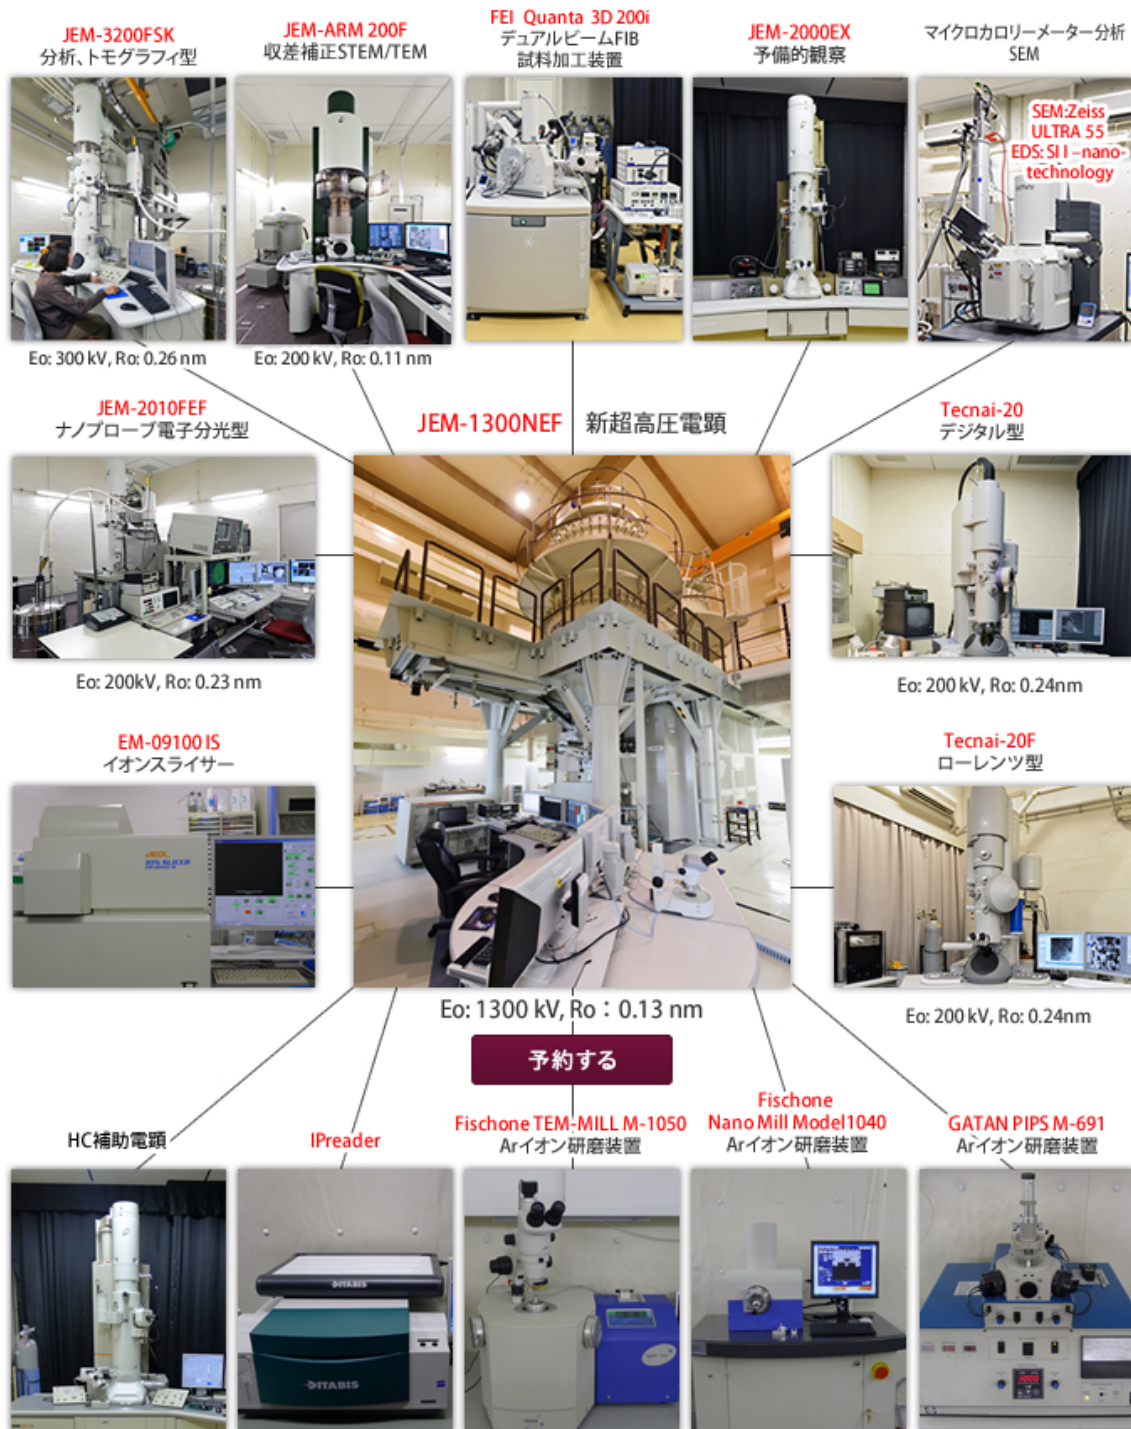 JEM-3200FSK
分析、トモグラフィ型
JEM-ARM 200F
収差補正STEM/TEM
FEI Quanta 3D 200i
デュアルビームFIB
試料加工装置
JEM-2000EX
予備的観察
マイクロカロリーメーター分析
SEM
SEM:Zeiss
ULTRA 55
EDS: SI I –nano-
technology
Eo: 300 kV, Ro: 0.26 nm
Eo: 200 kV, Ro: 0.11 nm
JEM-2010FEF
ナノプローブ電子分光型
JEM-1300NEF 新超高圧電顕
Tecnai-20
デジタル型
Eo: 200kV, Ro: 0.23 nm
Eo: 200 kV, Ro: 0.24nm
EM-09100 IS
イオンスライサー
Tecnai-20F
ローレンツ型
JEOL
ION SLICER
Eo: 1300 kV, Ro：0.13 nm
Eo: 200 kV, Ro: 0.24nm
予約する
HC補助電顕
IPreader
Fischone TEM-MILL M-1050
Arイオン研磨装置
Fischone
Nano Mill Model1040
Arイオン研磨装置
GATAN PIPS M-691
Arイオン研磨装置
DITABIS
DITABIS